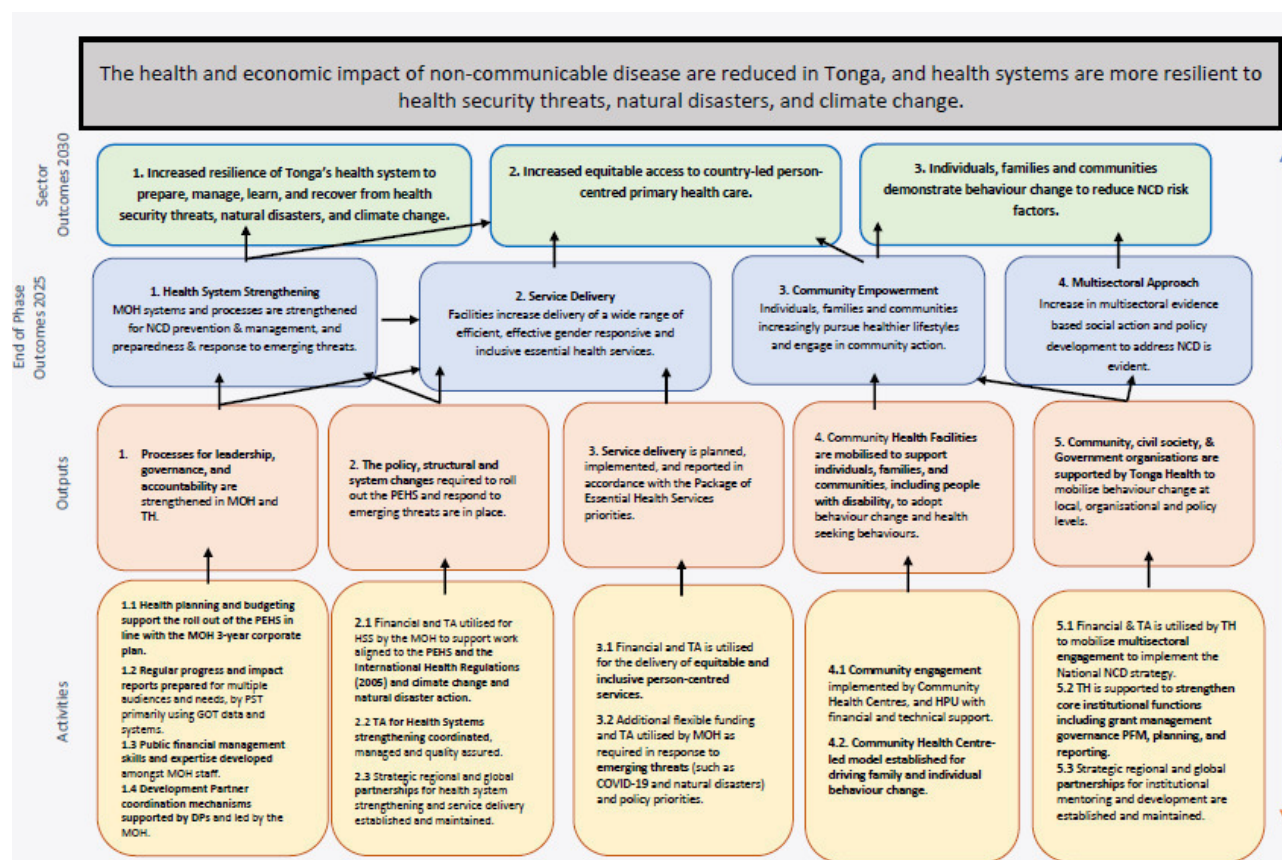 The health and economic impact of non-communicable disease are reduced in Tonga, and health systems are more resilient to
health security threats, natural disasters, and climate change.
Sector
Outcomes 2030
1. Increased resilience of Tonga's health system to
prepare, manage, learn, and recover from health
security threats, natural disasters, and climate change.
2. Increased equitable access to country-led person-
centred primary health care.
3. Individuals, families and communities
demonstrate behaviour change to reduce NCD risk
factors.
End of Phase
Outcomes 2025
1. Health System Strengthening
MOH systems and processes are strengthened
for NCD prevention & management, and
preparedness & response to emerging threats.
2. Service Delivery
Facilities increase delivery of a wide range of
efficient, effective gender responsive and
inclusive essential health services.
3. Community Empowerment
Individuals, families and communities
increasingly pursue healthier lifestyles
and engage in community action.
4. Multisectoral Approach
Increase in multisectoral evidence
based social action and policy
development to address NCD is
evident.
Outputs
1. Processes for leadership,
governance, and
accountability are
strengthened in MOH and
TH.
2. The policy, structural and
system changes required to roll
out the PEHS and respond to
emerging threats are in place.
3. Service delivery is planned,
implemented, and reported in
accordance with the Package of
Essential Health Services
priorities.
4. Community Health Facilities
are mobilised to support
individuals, families, and
communities, including people
with disability, to adopt
behaviour change and health
seeking behaviours.
5. Community, civil society, &
Government organisations are
supported by Tonga Health to
mobilise behaviour change at
local, organisational and policy
levels.
Activities
1.1 Health planning and budgeting
support the roll out of the PEHS in
line with the MOH 3-year corporate
plan.
1.2 Regular progress and impact
reports prepared for multiple
audiences and needs, by PST
primarily using GOT data and
systems.
1.3 Public financial management
skills and expertise developed
amongst MOH staff.
1.4 Development Partner
coordination mechanisms
supported by DPs and led by the
MOH.
2.1 Financial and TA utilised for
HSS by the MOH to support work
aligned to the PEHS and the
International Health Regulations
(2005) and climate change and
natural disaster action.
2.2 TA for Health Systems
strengthening coordinated,
managed and quality assured.
2.3 Strategic regional and global
partnerships for health system
strengthening and service delivery
established and maintained.
3.1 Financial and TA is utilised
for the delivery of equitable and
inclusive person-centred
services.
3.2 Additional flexible funding
and TA utilised by MOH as
required in response to
emerging threats (such as
COVID-19 and natural disasters)
and policy priorities.
4.1 Community engagement
implemented by Community
Health Centres, and HPU with
financial and technical support.
4.2. Community Health Centre-
led model established for
driving family and individual
behaviour change.
5.1 Financial & TA is utilised by TH
to mobilise multisectoral
engagement to implement the
National NCD strategy.
5.2 TH is supported to strengthen
core institutional functions
including grant management
governance PFM, planning, and
reporting.
5.3 Strategic regional and global
partnerships for institutional
mentoring and development are
established and maintained.